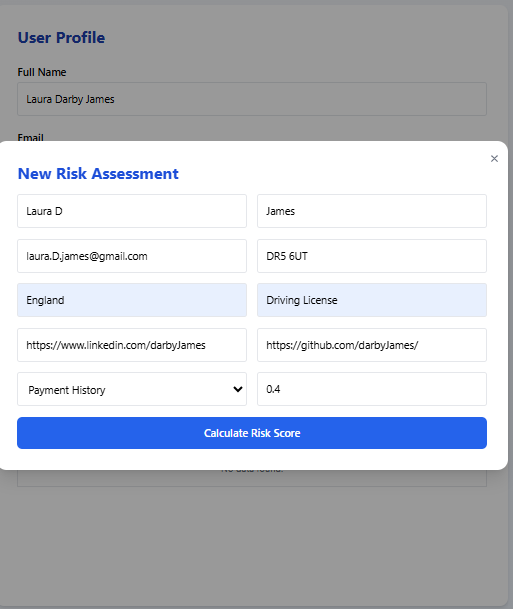 User Profile
Full Name
Laura Darby James
Email
×
New Risk Assessment
Laura D James
laura.D.james@gmail.com DR5 6UT
England Driving License
https://www.linkedin.com/darbyJames https://github.com/darbyJames/
Payment History 0.4
Calculate Risk Score
No data found.